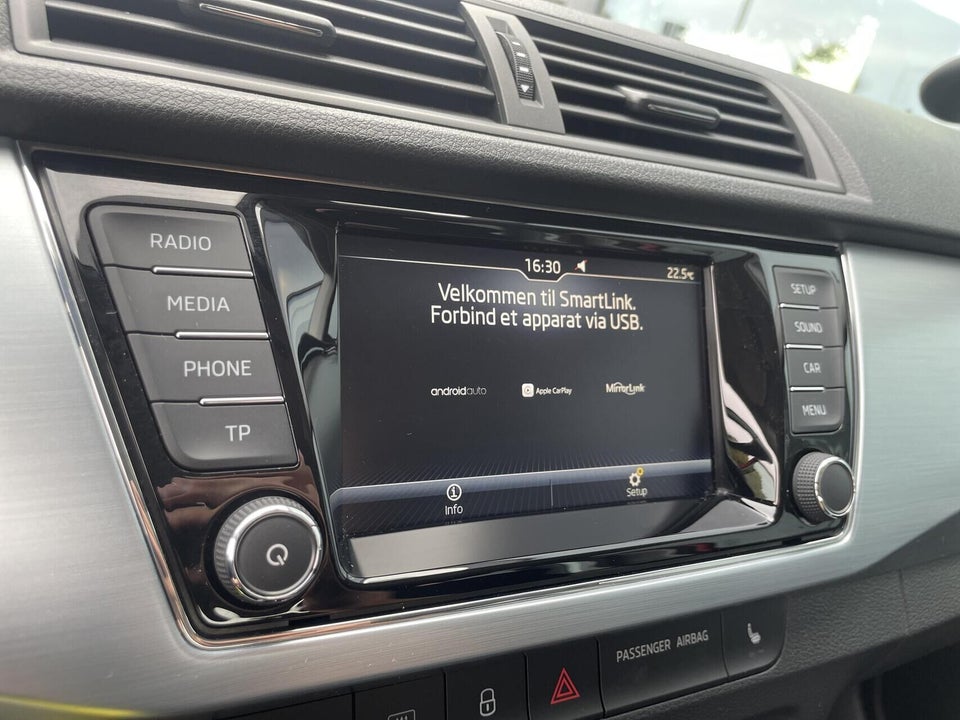 RADIO
MEDIA
PHONE
TP
16:30
22.5°C
Velkommen til SmartLink.
Forbind et apparat via USB.
androidauto
Apple CarPlay
MirrorLink
Info
Setup
SETUP
SOUND
CAR
MENU
PASSENGER AIRBAG